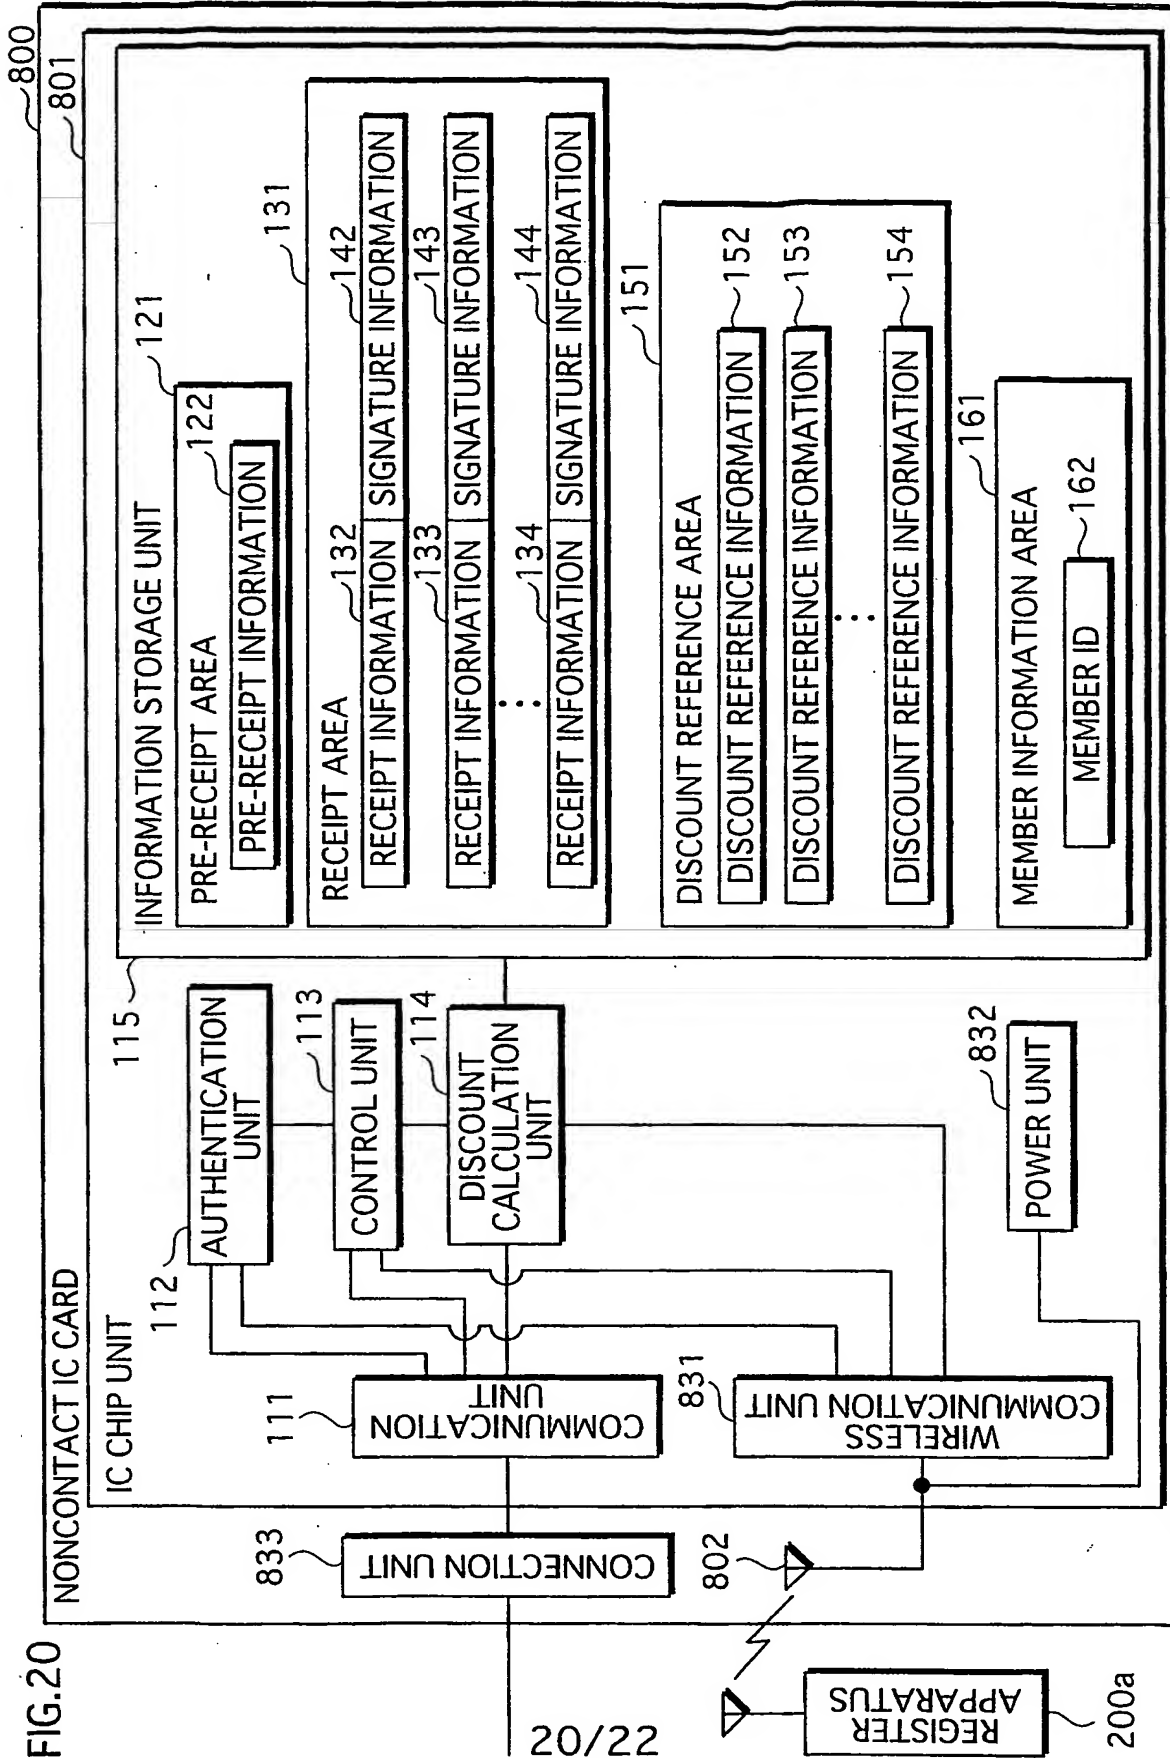 FIG.20
800
NONCONTACT IC CARD
801
IC CHIP UNIT
115
INFORMATION STORAGE UNIT
121
PRE-RECEIPT AREA
122
PRE-RECEIPT INFORMATION
131
RECEIPT AREA
132
142
RECEIPT INFORMATION
SIGNATURE INFORMATION
133
143
RECEIPT INFORMATION
SIGNATURE INFORMATION
134
144
RECEIPT INFORMATION
SIGNATURE INFORMATION
151
DISCOUNT REFERENCE AREA
DISCOUNT REFERENCE INFORMATION
152
DISCOUNT REFERENCE INFORMATION
153
DISCOUNT REFERENCE INFORMATION
154
161
MEMBER INFORMATION AREA
MEMBER ID
162
112
AUTHENTICATION
UNIT
113
CONTROL UNIT
114
DISCOUNT
CALCULATION
UNIT
832
POWER UNIT
111
COMMUNICATION
UNIT
831
WIRELESS
COMMUNICATION UNIT
833
CONNECTION UNIT
802
REGISTER
APPARATUS
200a
20/22